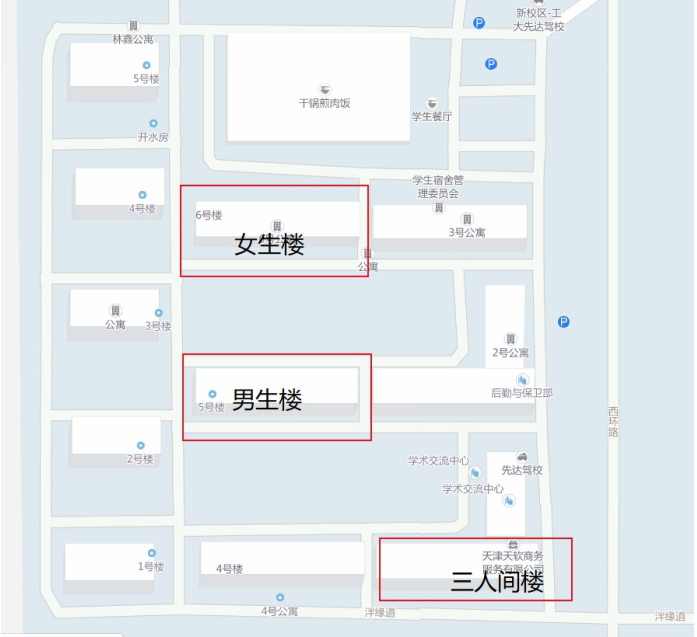 新校区-工
大先达驾校
P
林鑫公寓
P
5号楼
干锅煎肉饭
学生餐厅
开水房
学生宿舍管
理委员会
4号楼
6号楼
3号公寓
女生楼
公寓
公寓
3号楼
P
2号公寓
后勤与保卫部
5号楼
男生楼
西环路
2号楼
学术交流中心
先达驾校
学术交流中心
天津天软商务
服务有限公司
1号楼
4号楼
三人间楼
4号公寓
泮缘道
泮缘道